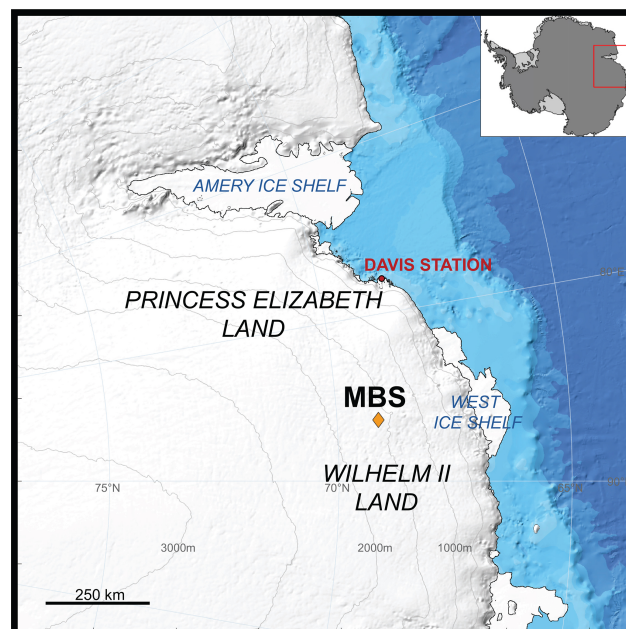 AMERY ICE SHELF
DAVIS STATION
PRINCESS ELIZABETH
LAND
MBS
WEST
ICE SHELF
WILHELM II
LAND
75°N
70°N
3000m
2000m
1000m
250 km